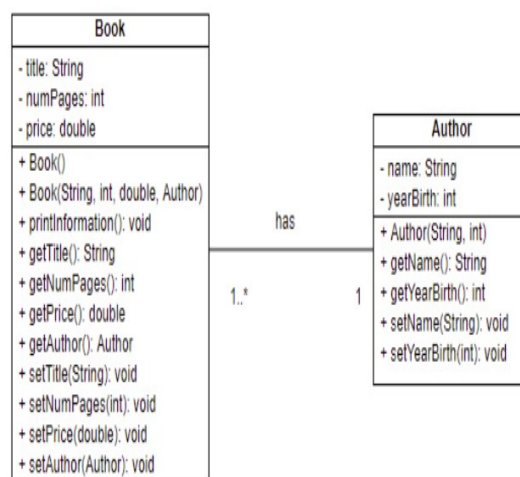 Book
- title: String
- numPages: int
- price: double
+ Book()
+ Book(String, int, double, Author)
+ printInformation(): void
+ getTitle(): String
+ getNumPages(): int
+ getPrice(): double
+ getAuthor(): Author
+ setTitle(String): void
+ setNumPages(int): void
+ setPrice(double): void
+ setAuthor(Author): void
has
1..*
1
Author
- name: String
- yearBirth: int
+ Author(String, int)
+ getName(): String
+ getYearBirth(): int
+ setName(String): void
+ setYearBirth(int): void